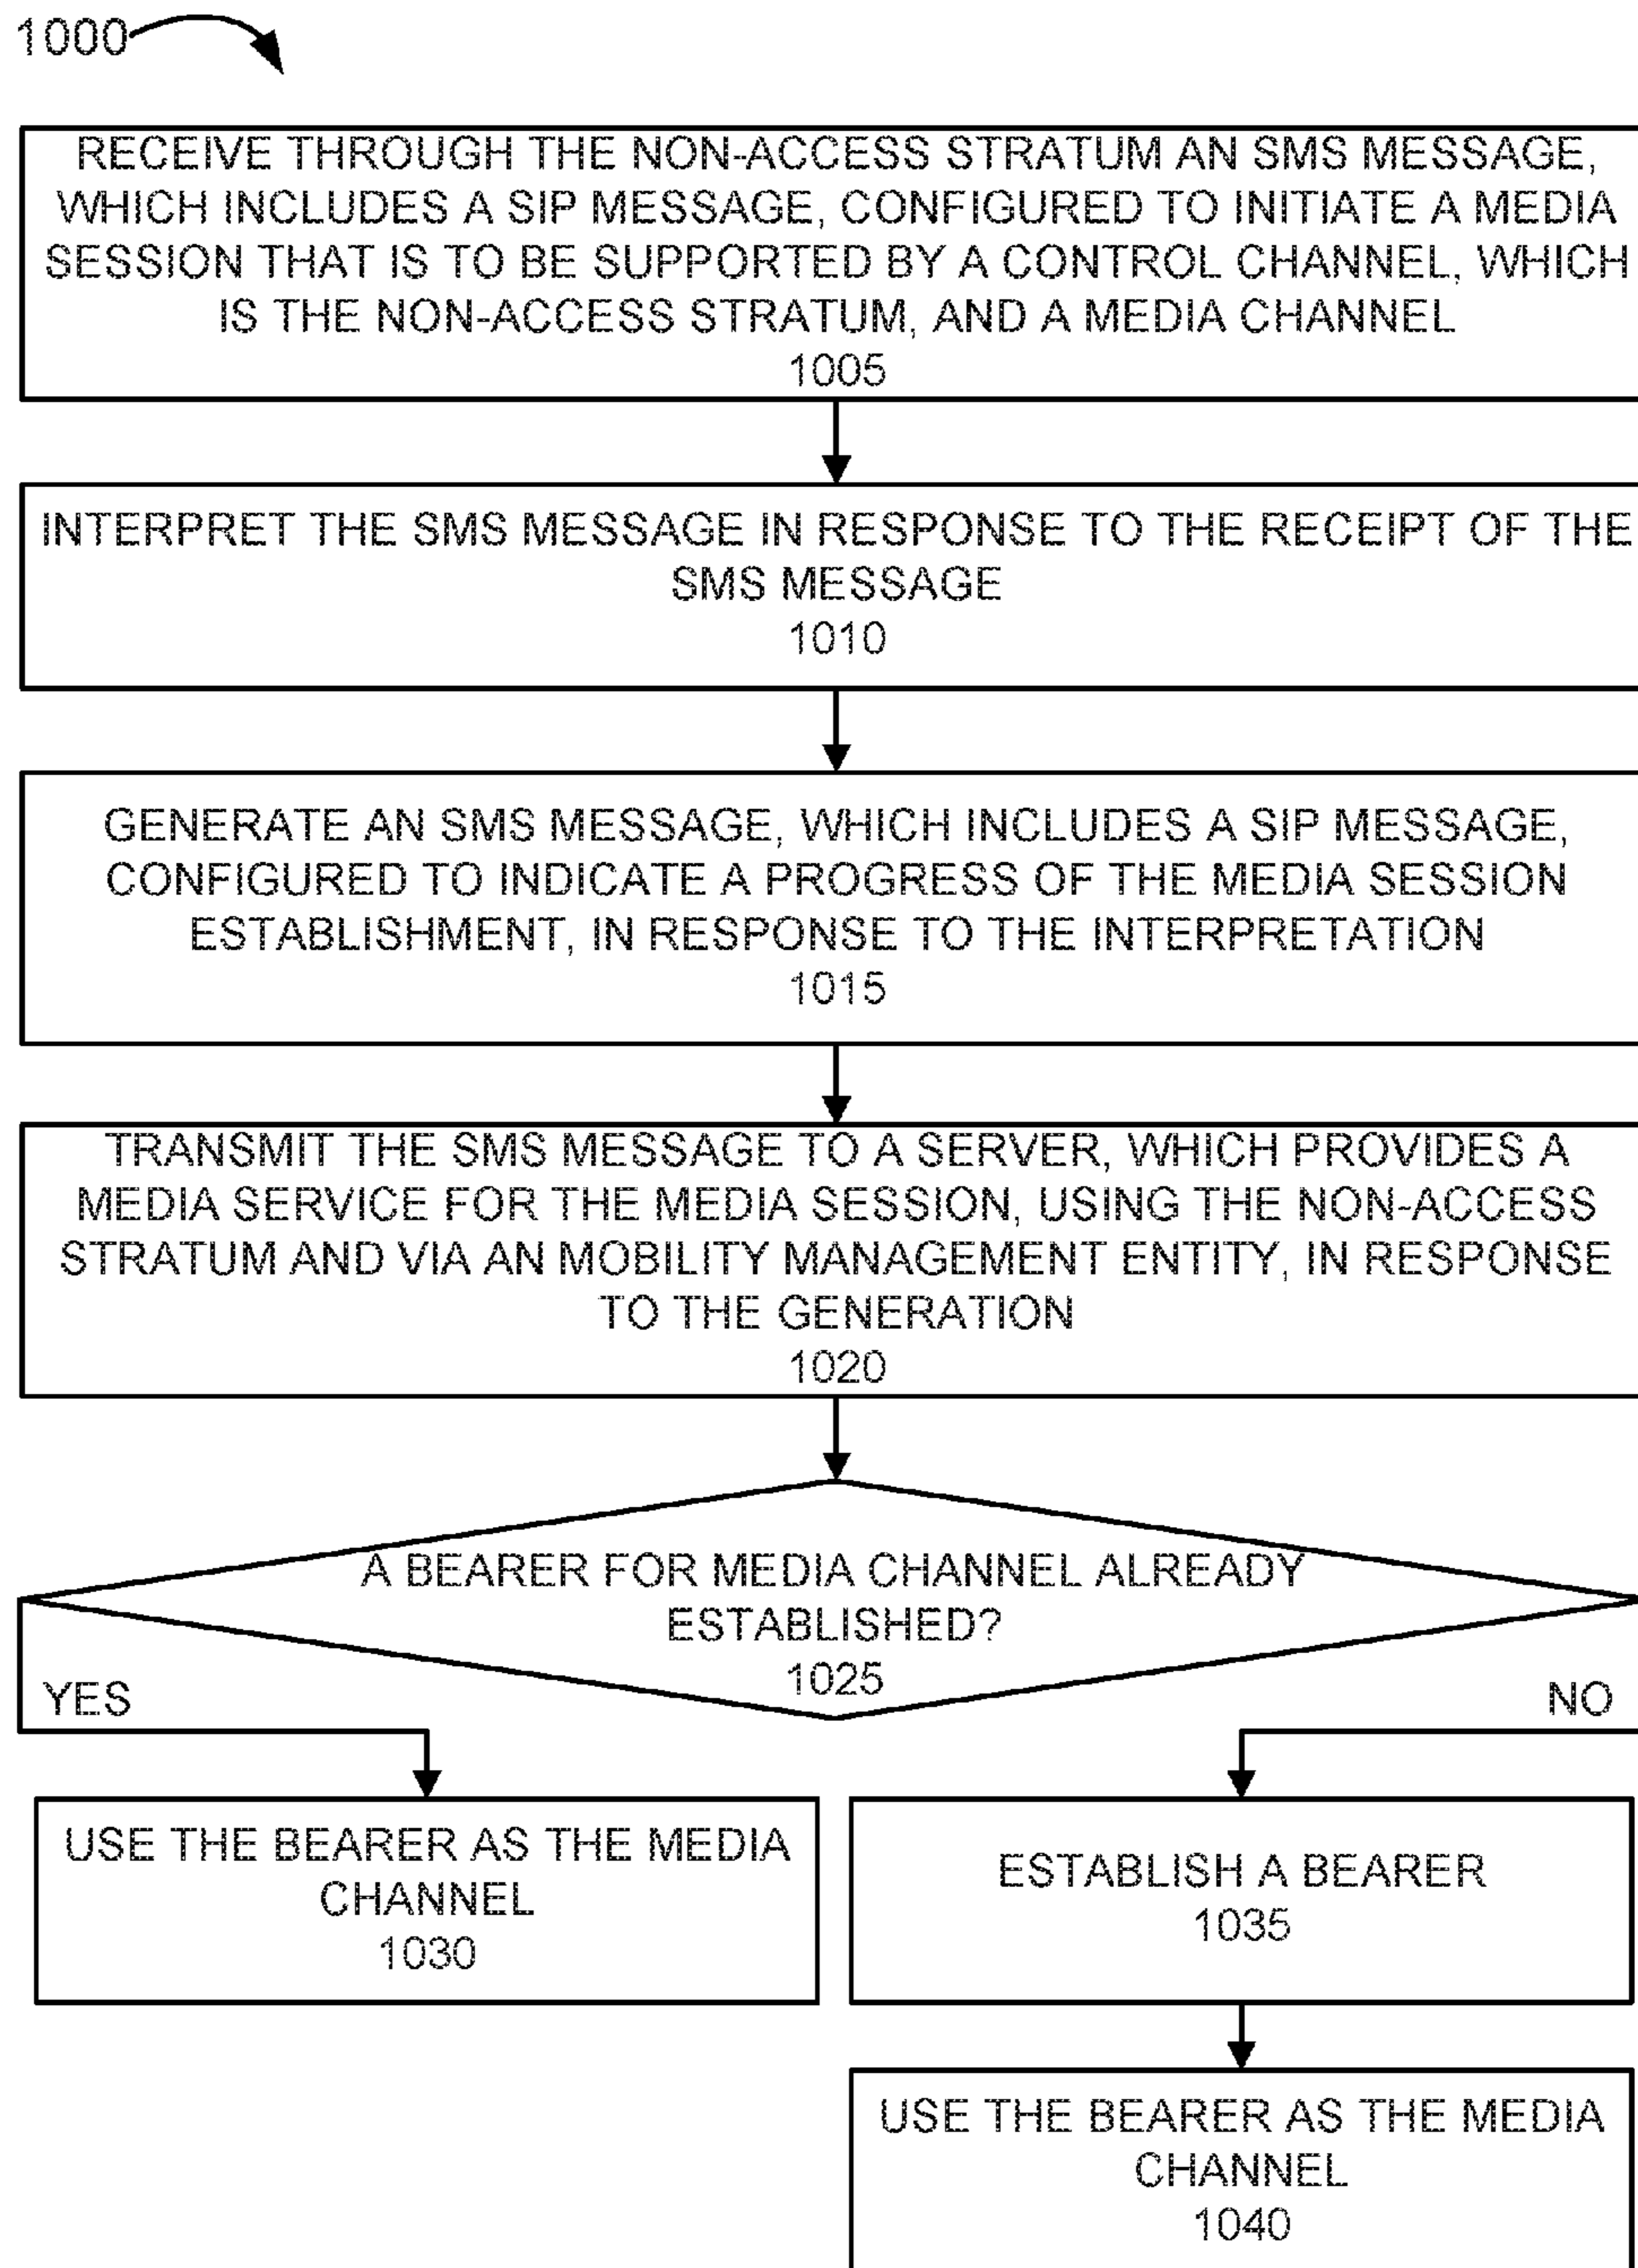 1000
RECEIVE THROUGH THE NON-ACCESS STRATUM AN SMS MESSAGE,
WHICH INCLUDES A SIP MESSAGE, CONFIGURED TO INITIATE A MEDIA
SESSION THAT IS TO BE SUPPORTED BY A CONTROL CHANNEL, WHICH
IS THE NON-ACCESS STRATUM, AND A MEDIA CHANNEL
1005
INTERPRET THE SMS MESSAGE IN RESPONSE TO THE RECEIPT OF THE
SMS MESSAGE
1010
GENERATE AN SMS MESSAGE, WHICH INCLUDES A SIP MESSAGE,
CONFIGURED TO INDICATE A PROGRESS OF THE MEDIA SESSION
ESTABLISHMENT, IN RESPONSE TO THE INTERPRETATION
1015
TRANSMIT THE SMS MESSAGE TO A SERVER, WHICH PROVIDES A
MEDIA SERVICE FOR THE MEDIA SESSION, USING THE NON-ACCESS
STRATUM AND VIA AN MOBILITY MANAGEMENT ENTITY, IN RESPONSE
TO THE GENERATION
1020
A BEARER FOR MEDIA CHANNEL ALREADY
ESTABLISHED?
1025
YES
NO
USE THE BEARER AS THE MEDIA
CHANNEL
1030
ESTABLISH A BEARER
1035
USE THE BEARER AS THE MEDIA
CHANNEL
1040